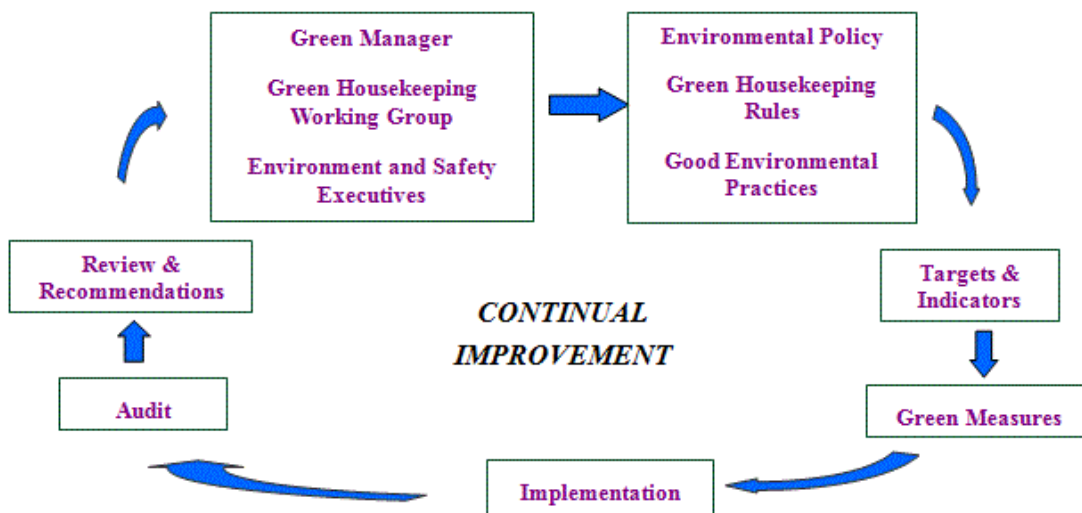 Green Manager
Green Housekeeping
Working Group
Environment and Safety
Executives
Environmental Policy
Green Housekeeping
Rules
Good Environmental
Practices
Targets &
Indicators
Green Measures
Implementation
Audit
Review &
Recommendations
CONTINUAL
IMPROVEMENT